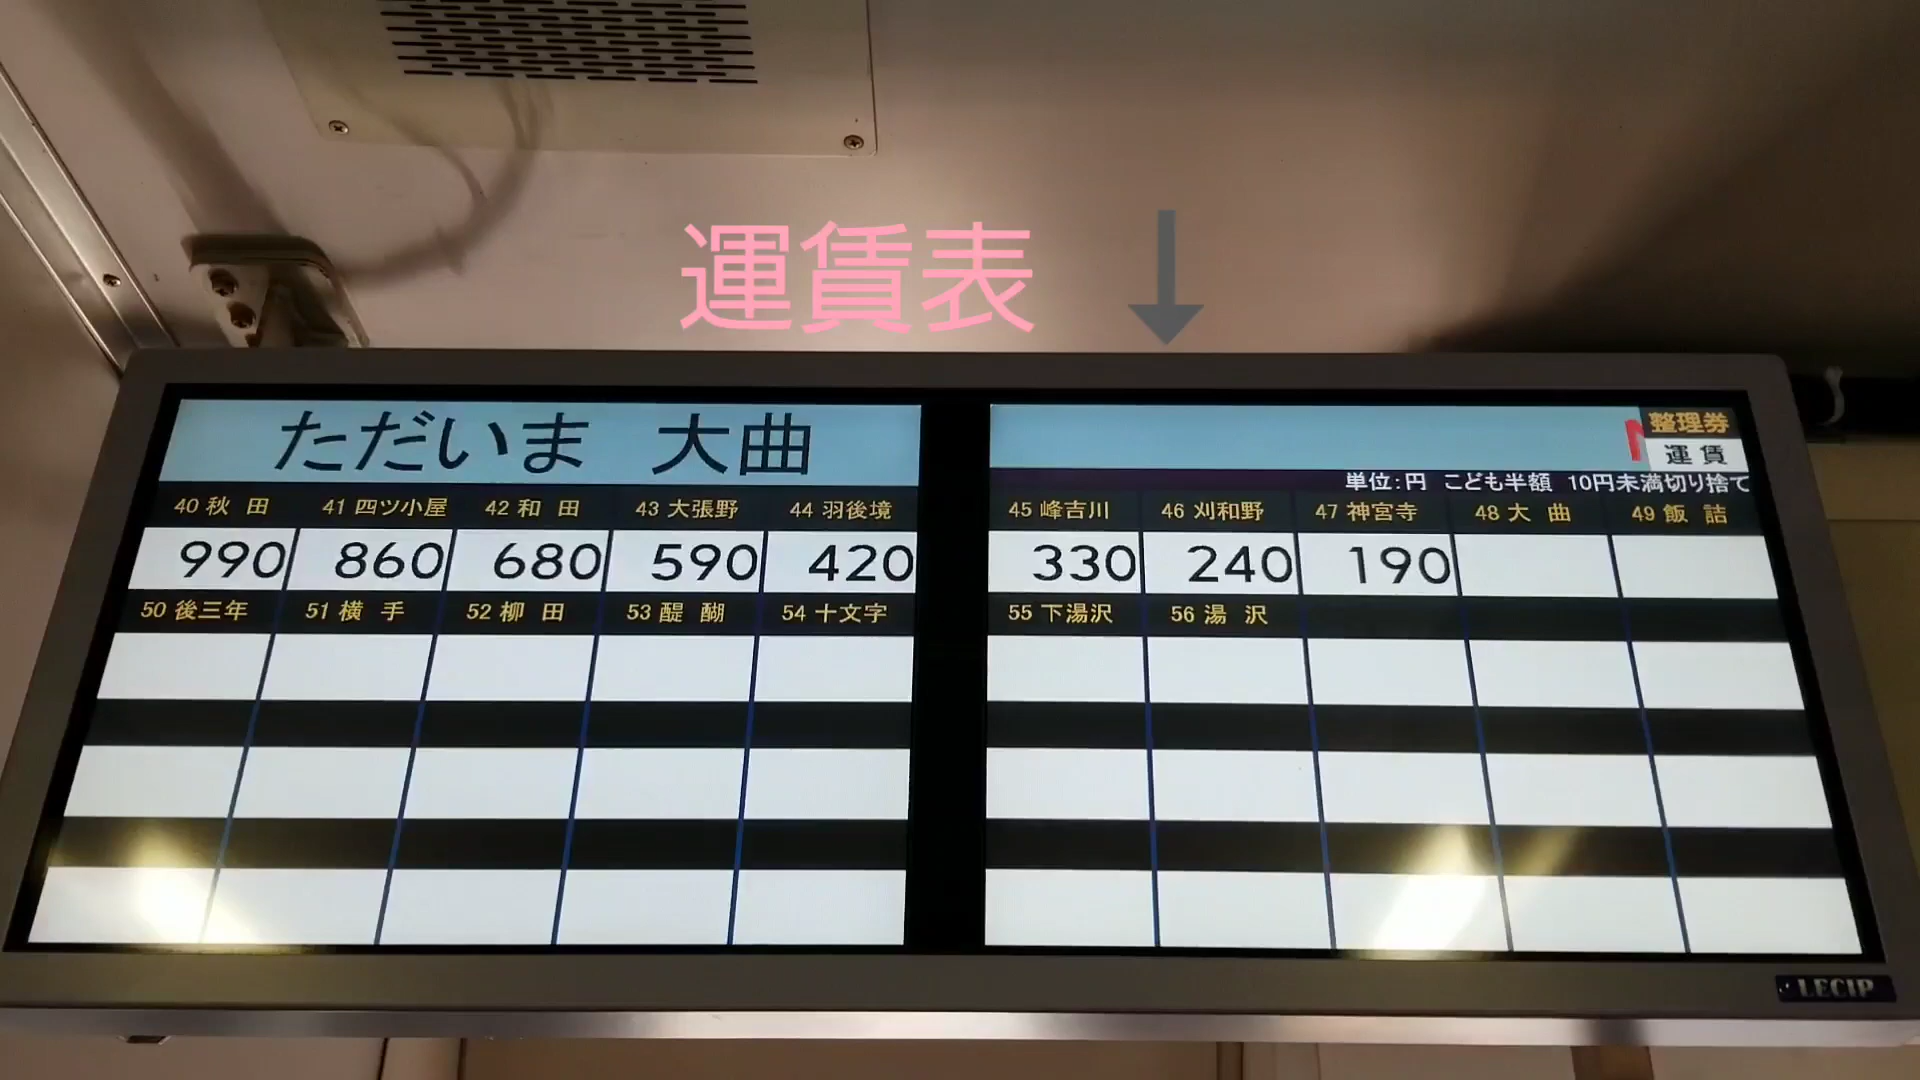 運賃表 ↓
ただいま 大曲
整理券
運賃
単位:円 こども半額 10円未満切り捨て
40 秋 田 41 四ツ小屋 42 和 田 43 大張野 44 羽後境 45 峰吉川 46 刈和野 47 神宮寺 48 大 曲 49 飯 詰
990 860 680 590 420 330 240 190
50 後三年 51 横 手 52 柳 田 53 醍 醐 54 十文字 55 下湯沢 56 湯 沢
LECIP